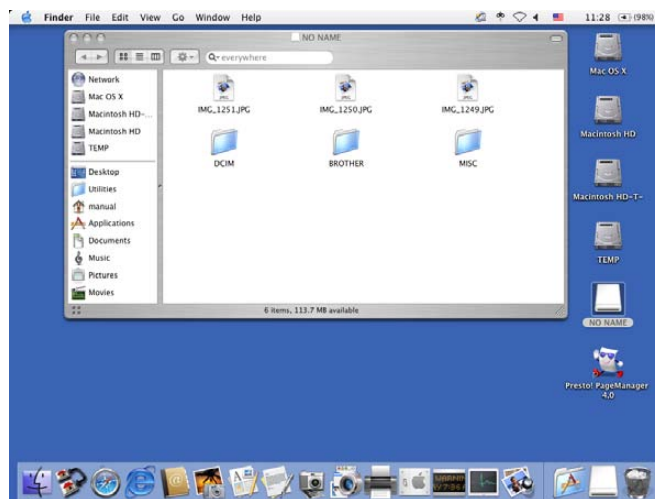 Finder File Edit View Go Window Help 11:28 (98%)
NO NAME
everywhere
Network
Mac OS X
Macintosh HD-...
Macintosh HD
TEMP
Desktop
Utilities
manual
Applications
Documents
Music
Pictures
Movies
IMG_1251.JPG IMG_1250.JPG IMG_1249.JPG
DCIM BROTHER MISC
6 items, 113.7 MB available
Mac OS X
Macintosh HD
Macintosh HD-T-
TEMP
NO NAME
Presto! PageManager
4.0